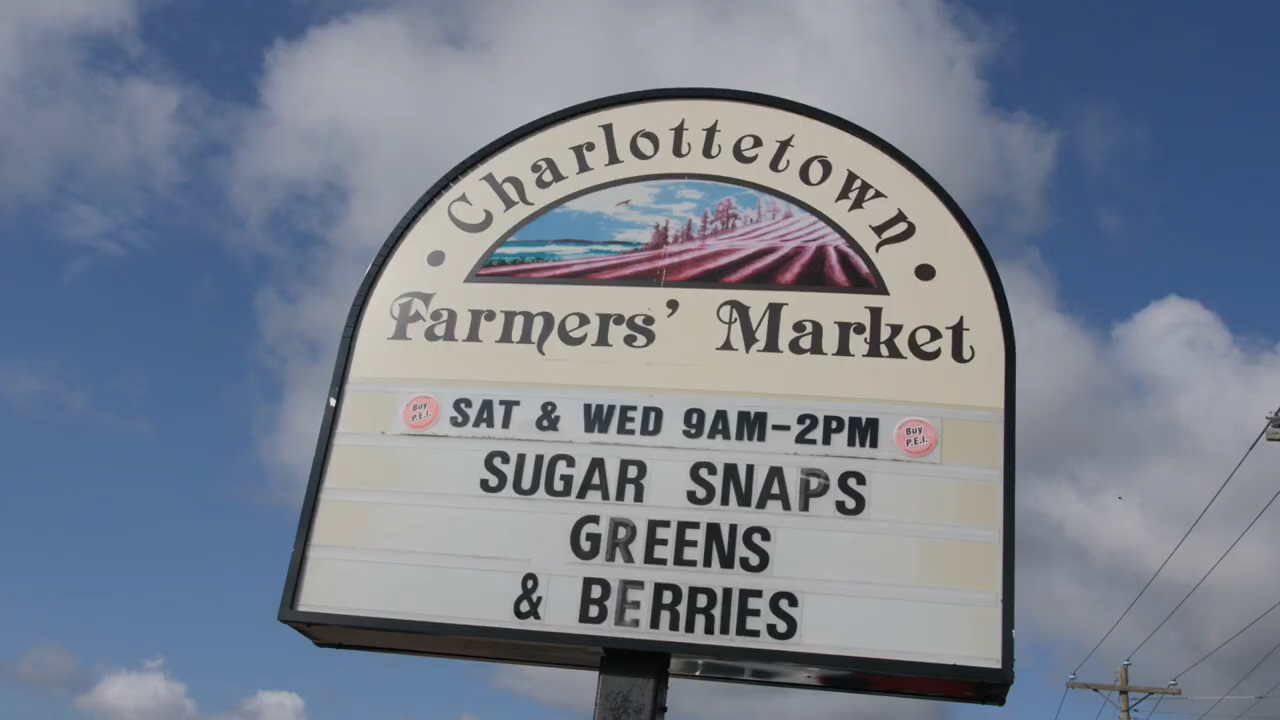 Charlottetown
Farmers' Market
Buy P.E.I. SAT & WED 9AM-2PM Buy P.E.I.
SUGAR SNAPS
GREENS
& BERRIES